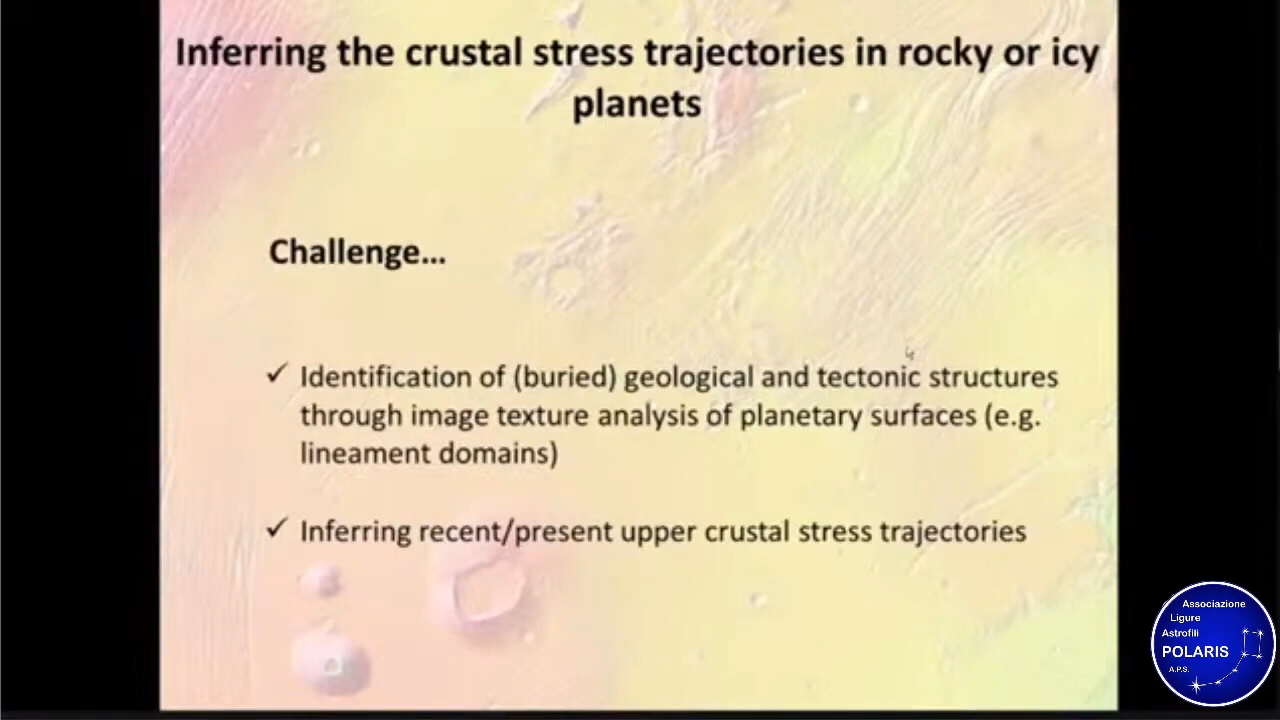 Inferring the crustal stress trajectories in rocky or icy
planets
Challenge...
✓ Identification of (buried) geological and tectonic structures
through image texture analysis of planetary surfaces (e.g.
lineament domains)
✓ Inferring recent/present upper crustal stress trajectories
Associazione
Ligure
Astrofili
POLARIS
A.P.S.